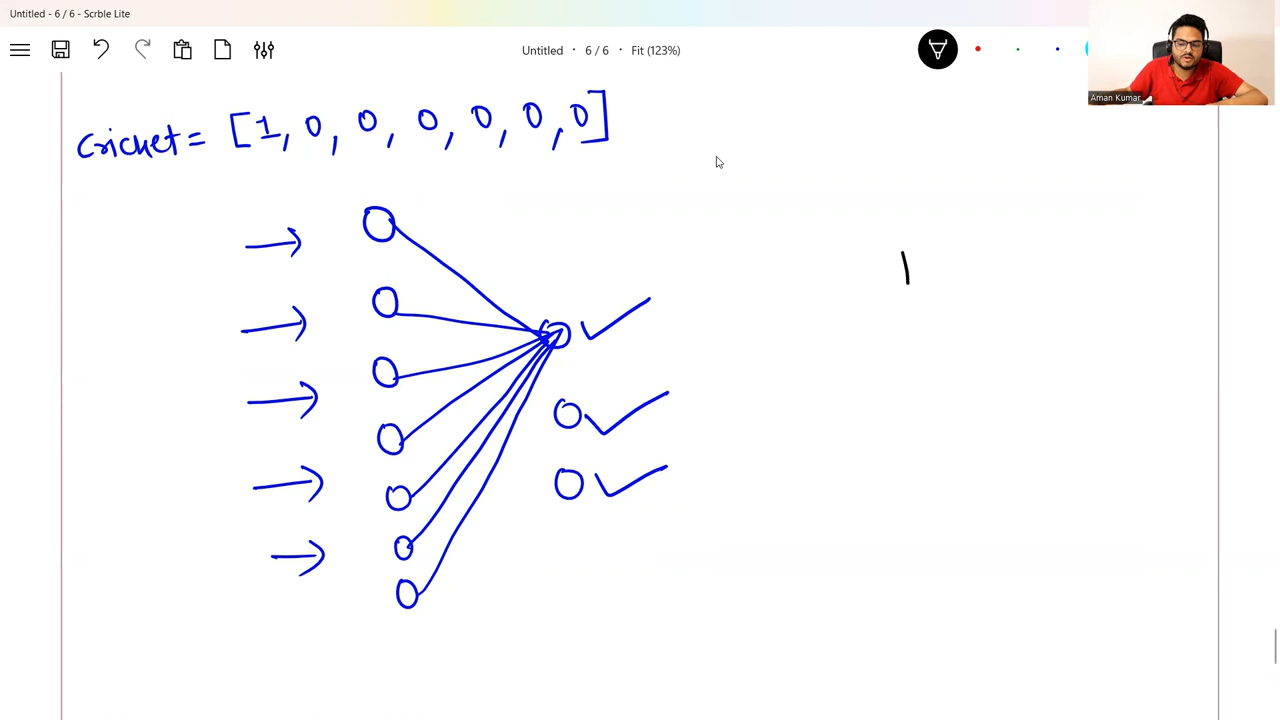 Untitled - 6 / 6 - Scrble Lite
Untitled · 6 / 6 · Fit (123%)
Aman Kumar
cricket = [1, 0, 0, 0, 0, 0, 0]